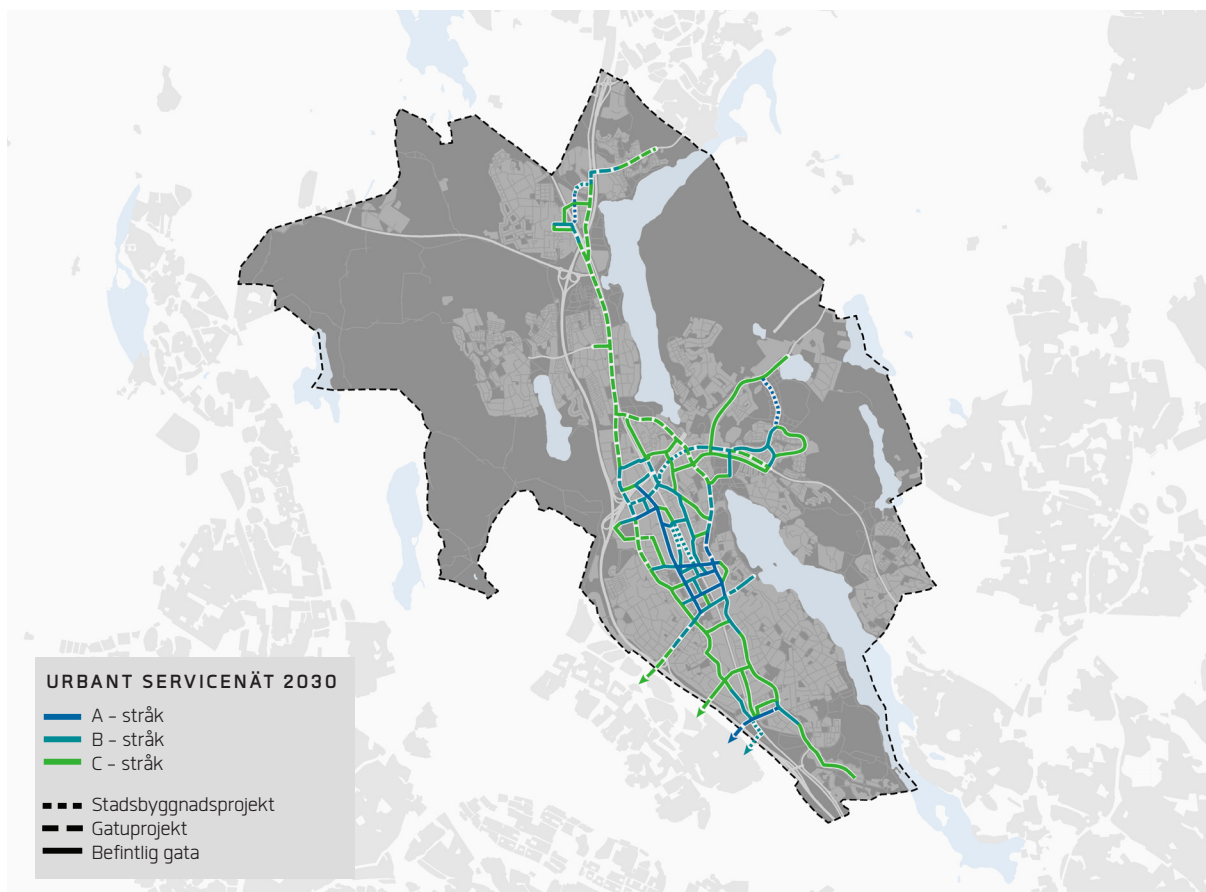 URBANT SERVICENÄT 2030
A - stråk
B - stråk
C - stråk
Stadsbyggnadsprojekt
Gatuprojekt
Befintlig gata